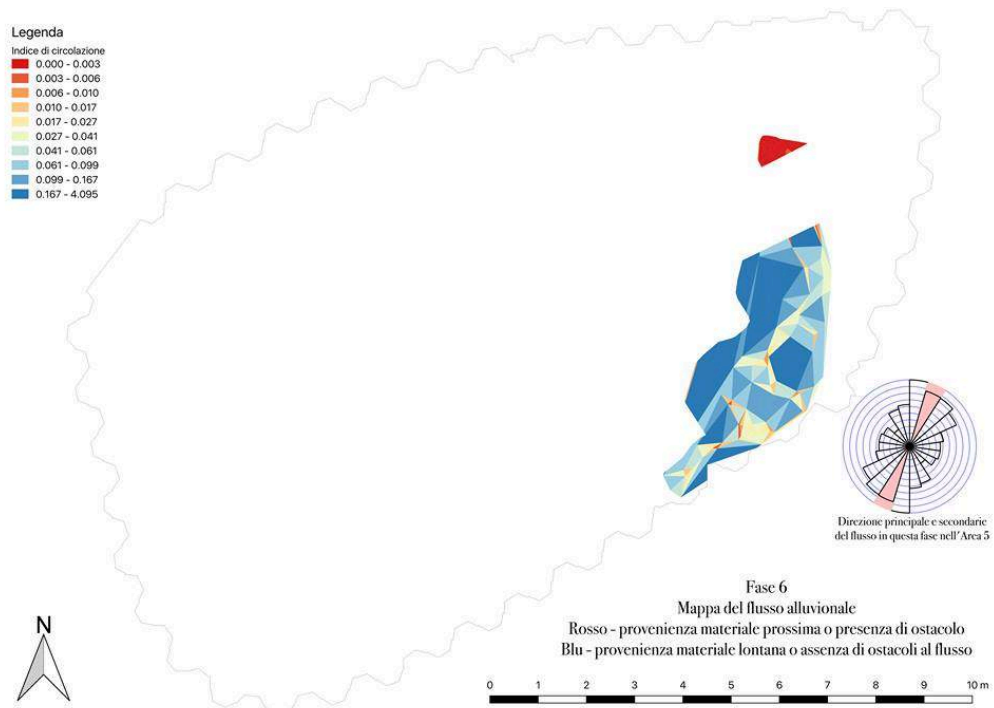 Legenda
Indice di circolazione
0.000 - 0.003
0.003 - 0.006
0.006 - 0.010
0.010 - 0.017
0.017 - 0.027
0.027 - 0.041
0.041 - 0.061
0.061 - 0.099
0.099 - 0.167
0.167 - 4.095
Direzione principale e secondarie
del flusso in questa fase nell'Area 5
Fase 6
Mappa del flusso alluvionale
Rosso - provenienza materiale prossima o presenza di ostacolo
Blu - provenienza materiale lontana o assenza di ostacoli al flusso
N
0 1 2 3 4 5 6 7 8 9 10 m